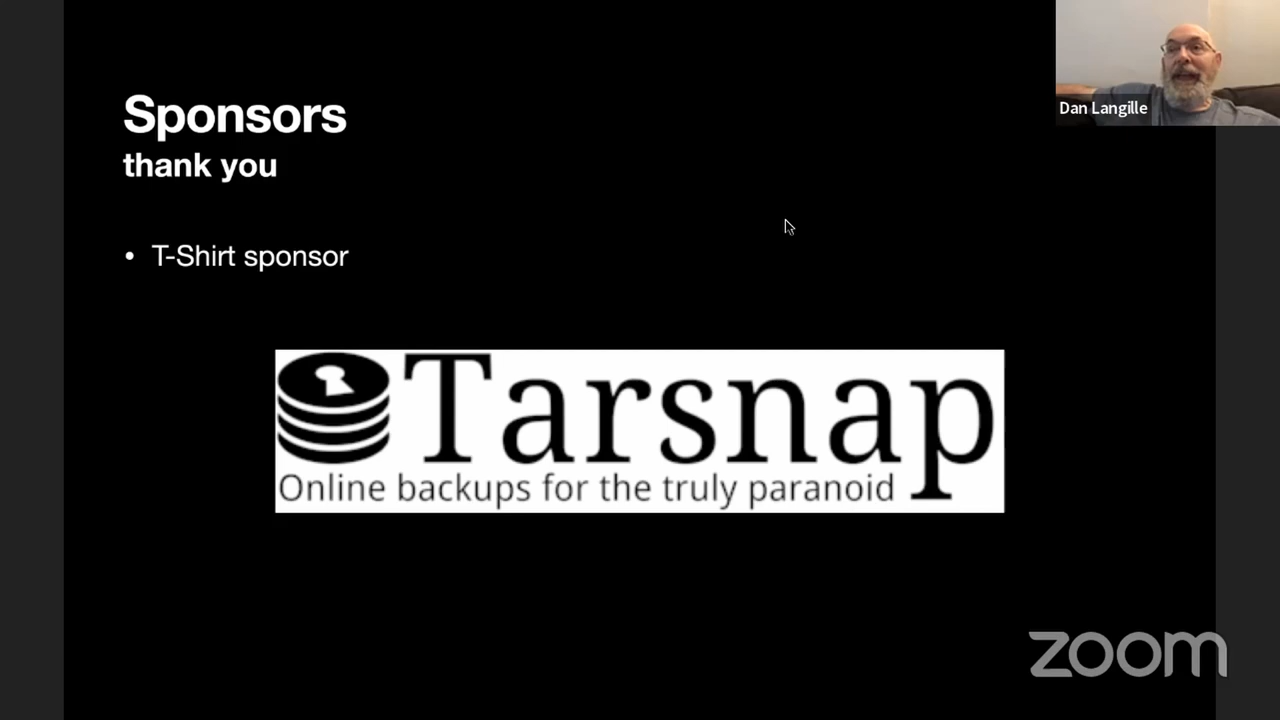 Sponsors
thank you
• T-Shirt sponsor
Dan Langille
Tarsnap
Online backups for the truly paranoid
zoom